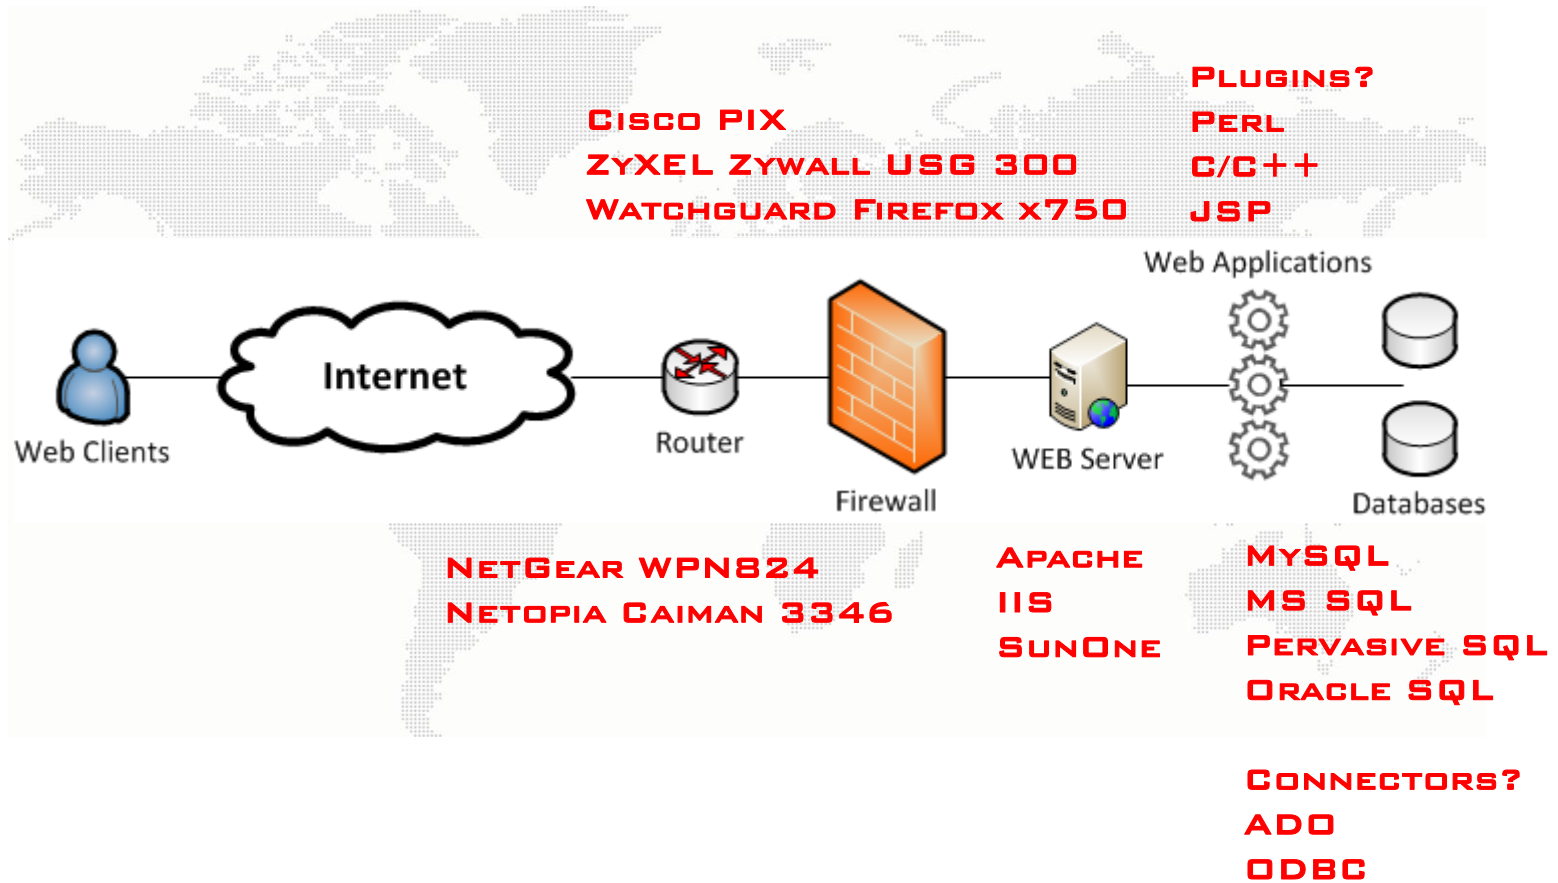 Plugins?
Perl
C/C++
JSP
Cisco PIX
ZyXEL Zywall USG 300
Watchguard Firefox x750
Web Applications
Internet
Web Clients
Router
Firewall
WEB Server
Databases
NetGear WPN824
Netopia Caiman 3346
Apache
IIS
SunOne
MySQL
MS SQL
Pervasive SQL
Oracle SQL
Connectors?
ADO
ODBC